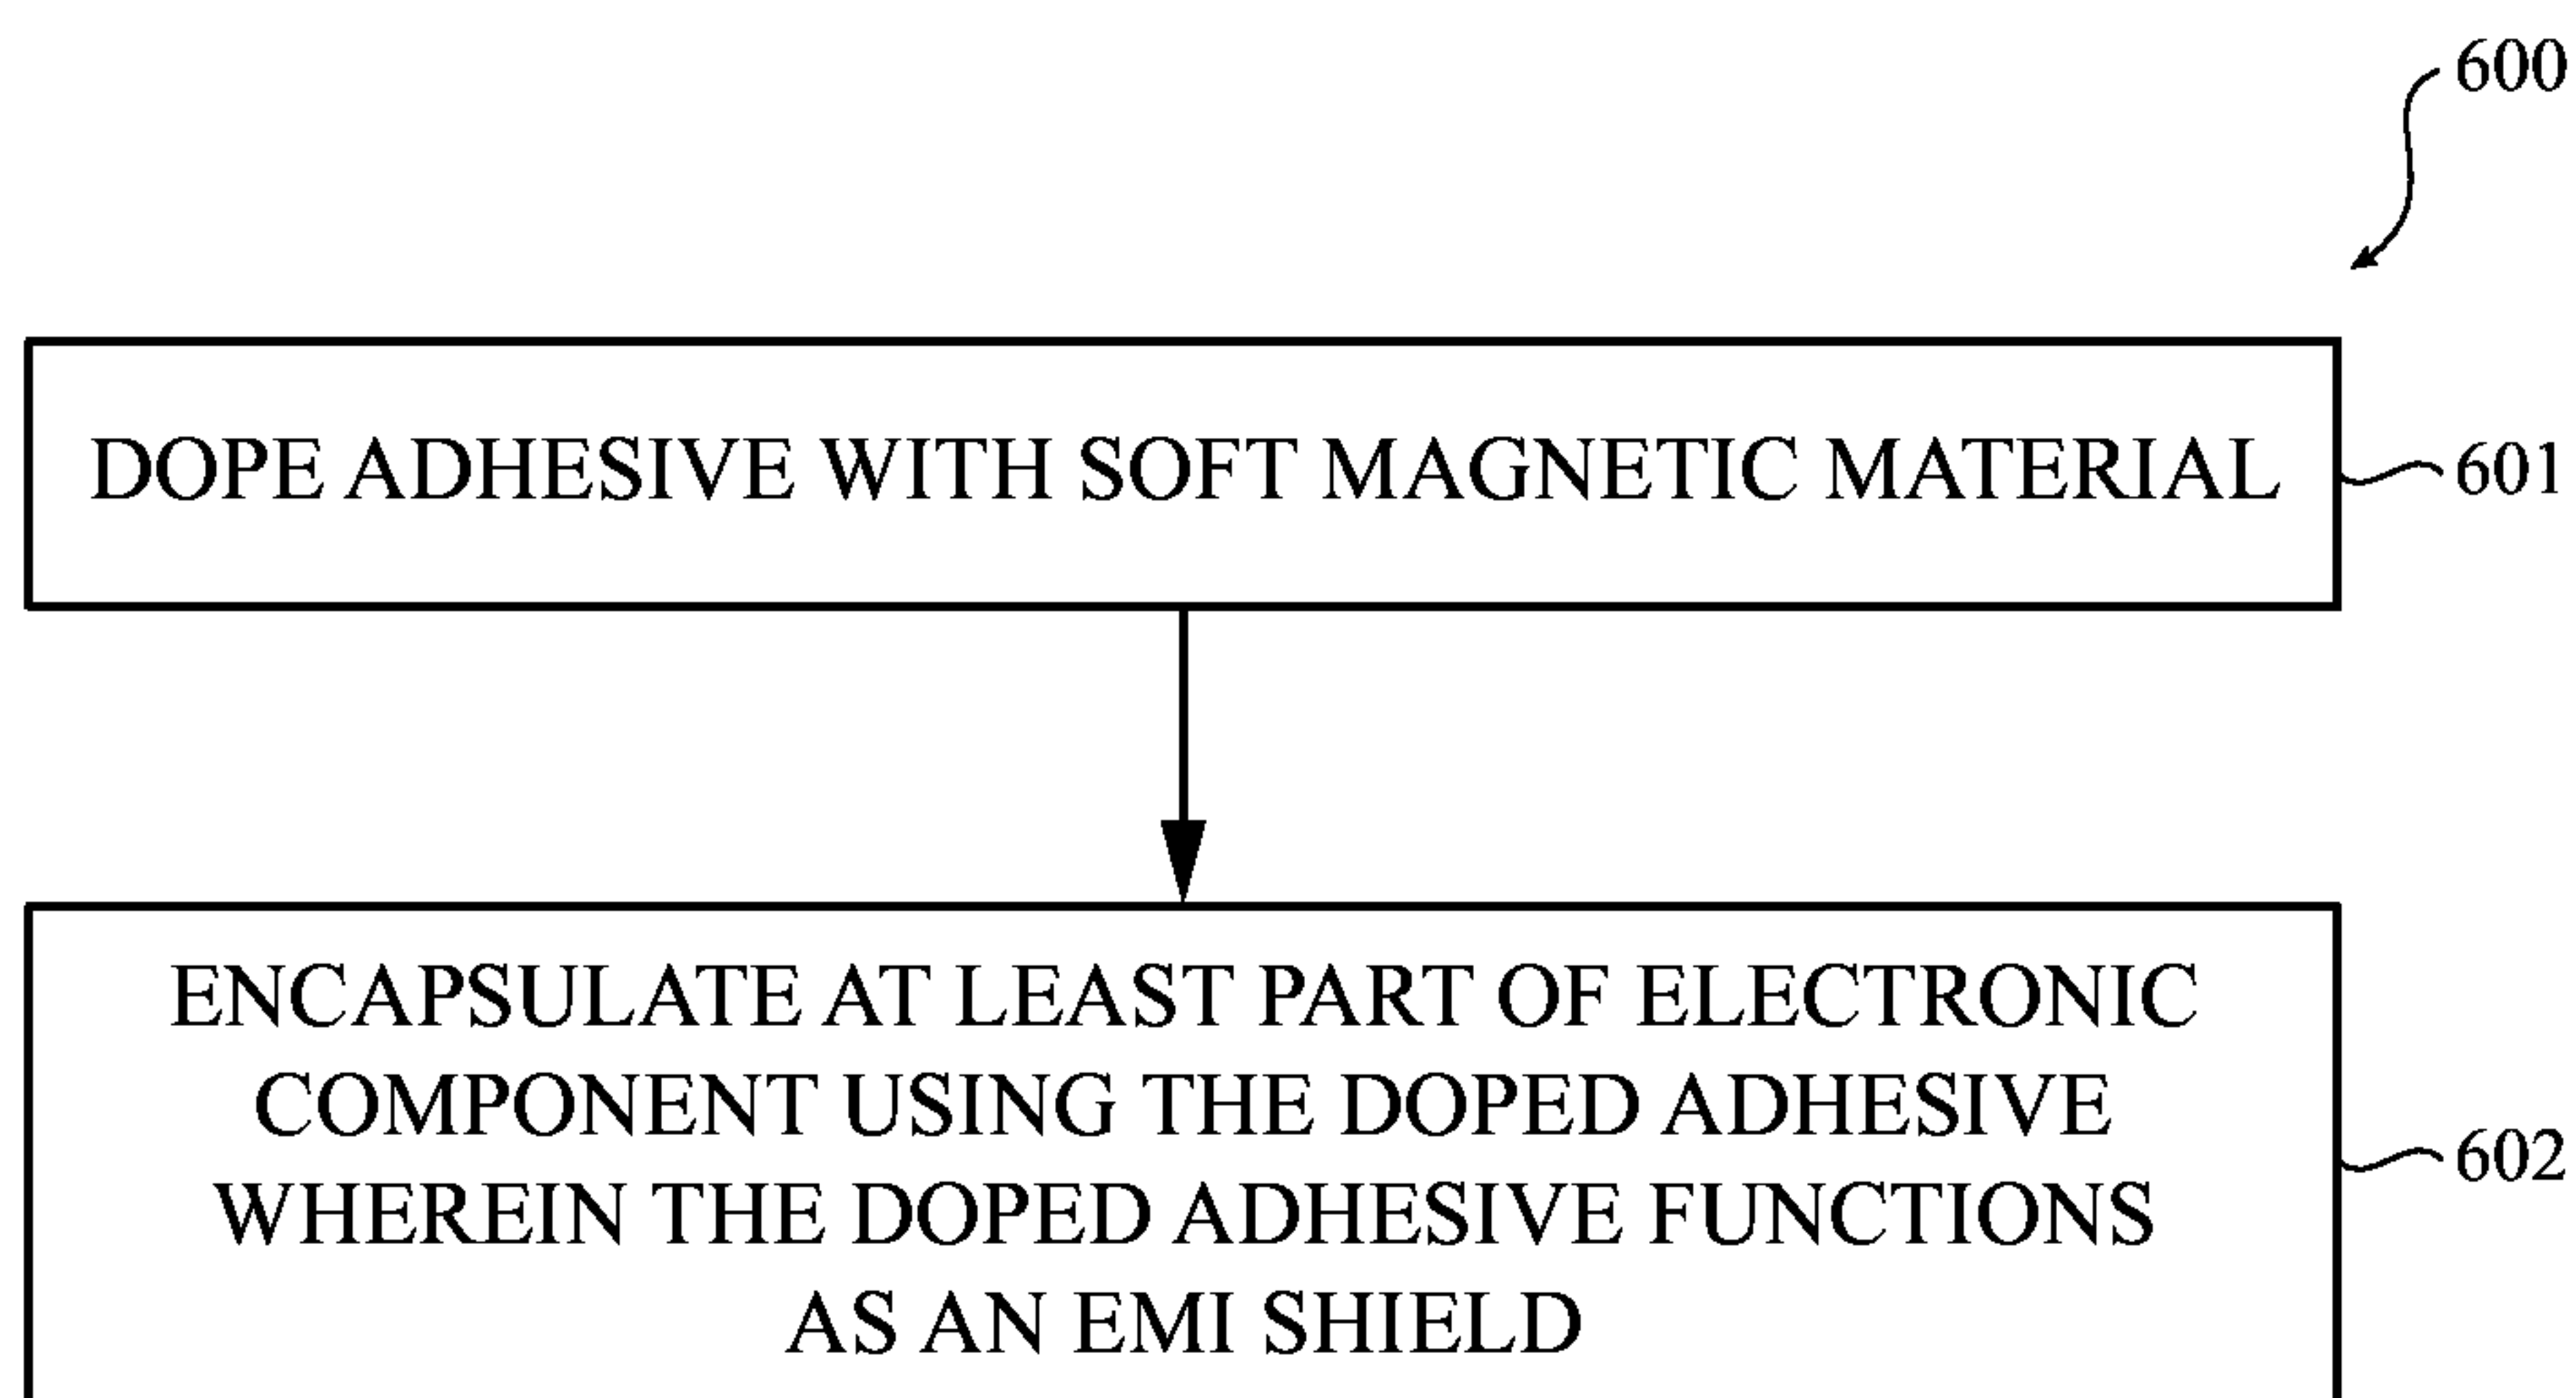 600
DOPE ADHESIVE WITH SOFT MAGNETIC MATERIAL
601
ENCAPSULATE AT LEAST PART OF ELECTRONIC
COMPONENT USING THE DOPED ADHESIVE
WHEREIN THE DOPED ADHESIVE FUNCTIONS
AS AN EMI SHIELD
602